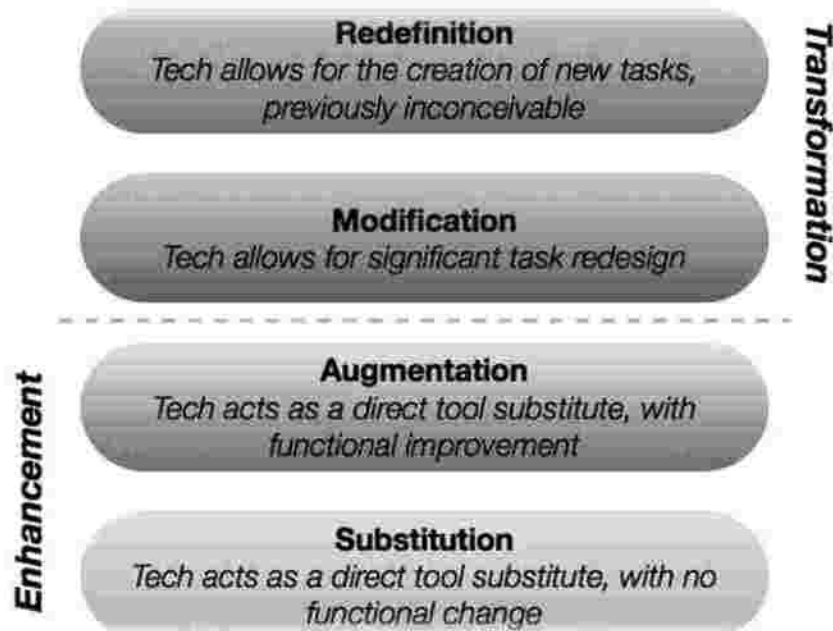 Redefinition
Tech allows for the creation of new tasks,
previously inconceivable
Transformation
Modification
Tech allows for significant task redesign
Augmentation
Tech acts as a direct tool substitute, with
functional improvement
Enhancement
Substitution
Tech acts as a direct tool substitute, with no
functional change